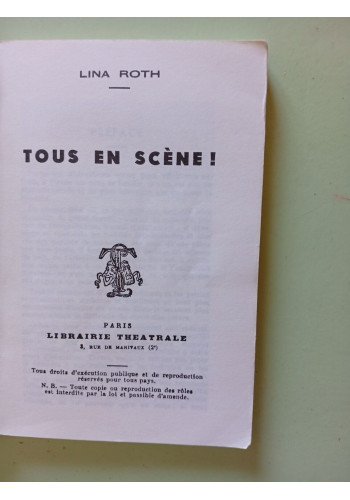 LINA ROTH
TOUS EN SCÈNE !
PARIS
LIBRAIRIE THEATRALE
3, RUE DE MARIVAUX (2e)
Tous droits d'exécution publique et de reproduction
réservés pour tous pays.
N. B. — Toute copie ou reproduction des rôles
est interdite par la loi et passible d'amende.